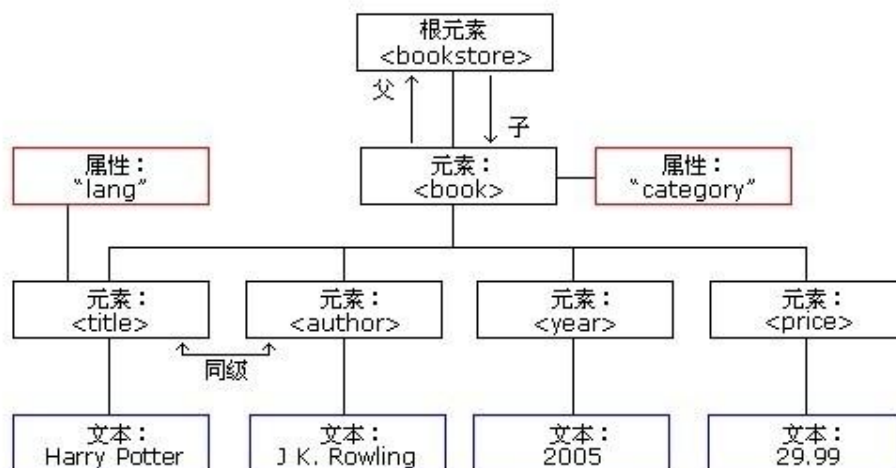 根元素
<bookstore>
父
子
属性：
“lang”
元素：
<book>
属性：
“category”
元素：
<title>
元素：
<author>
元素：
<year>
元素：
<price>
同级
文本：
Harry Potter
文本：
J K. Rowling
文本：
2005
文本：
29.99